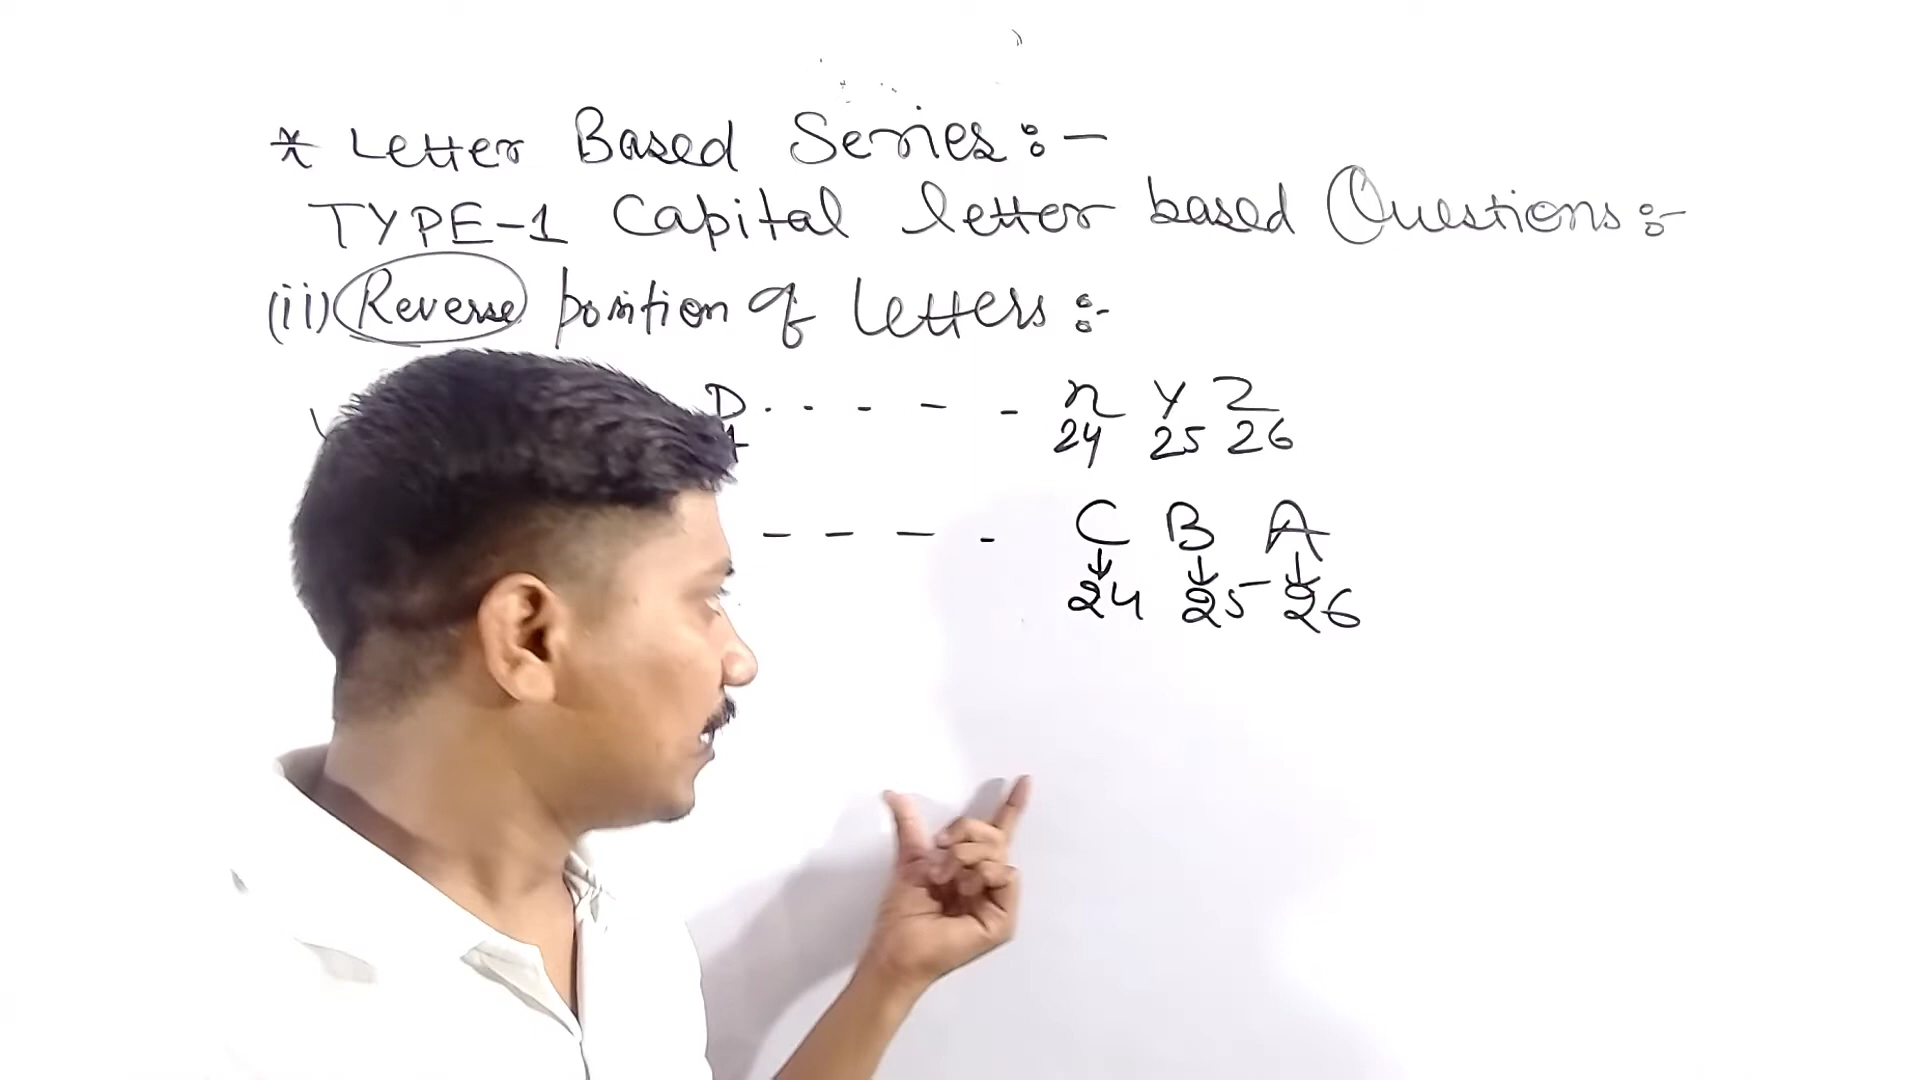 * Letter Based Series :-
TYPE-1 Capital letter based Questions :-
(ii) Reverse position of letters :-
D . . - - - x y Z
4 24 25 26
- - - - C B A
24 25 - 26